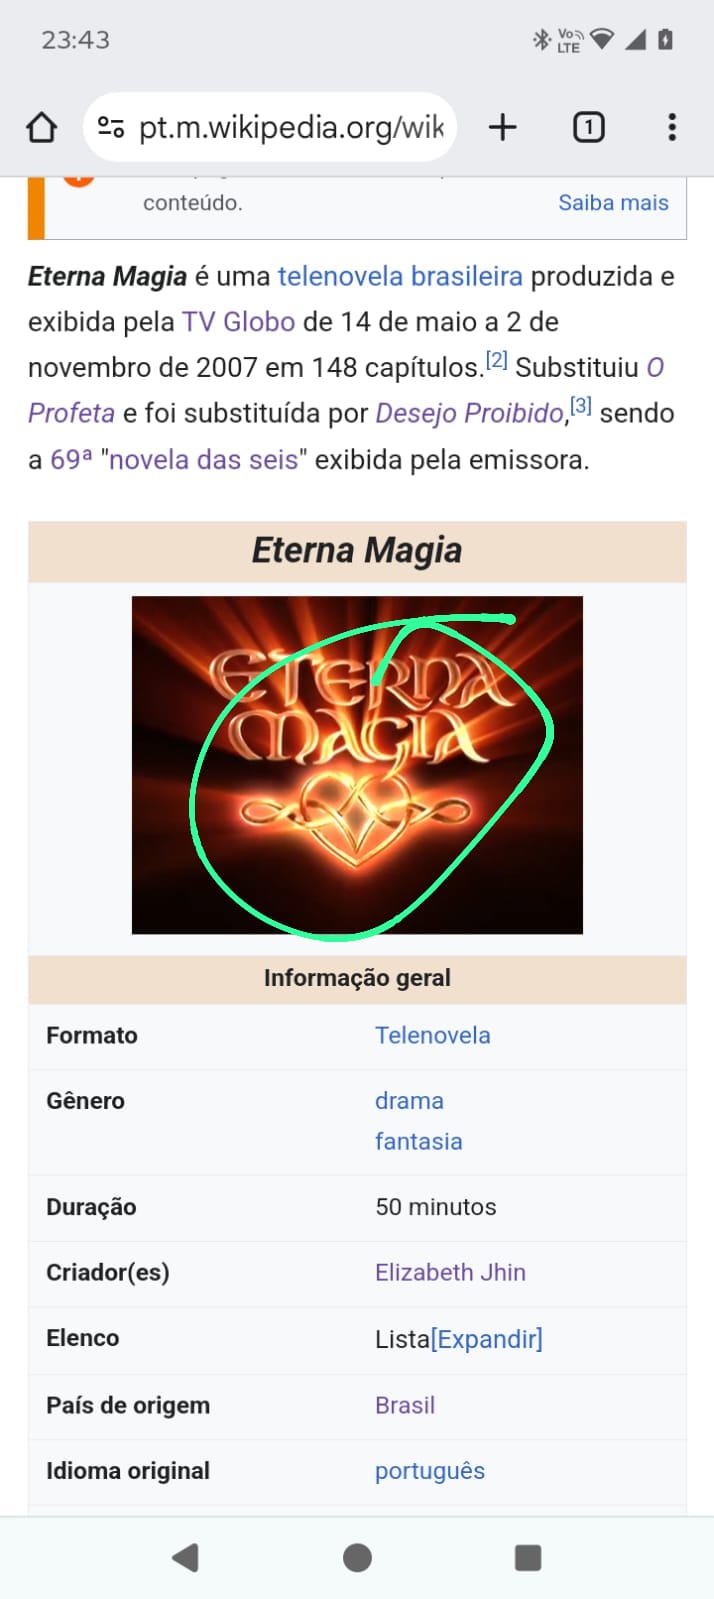 23:43
Vo))
LTE
pt.m.wikipedia.org/wik
1
conteúdo.
Saiba mais
Eterna Magia é uma telenovela brasileira produzida e
exibida pela TV Globo de 14 de maio a 2 de
novembro de 2007 em 148 capítulos.[2] Substituiu O
Profeta e foi substituída por Desejo Proibido,[3] sendo
a 69ª "novela das seis" exibida pela emissora.
Eterna Magia
ETERNA
MAGIA
Informação geral
Formato Telenovela
Gênero drama
fantasia
Duração 50 minutos
Criador(es) Elizabeth Jhin
Elenco Lista[Expandir]
País de origem Brasil
Idioma original português